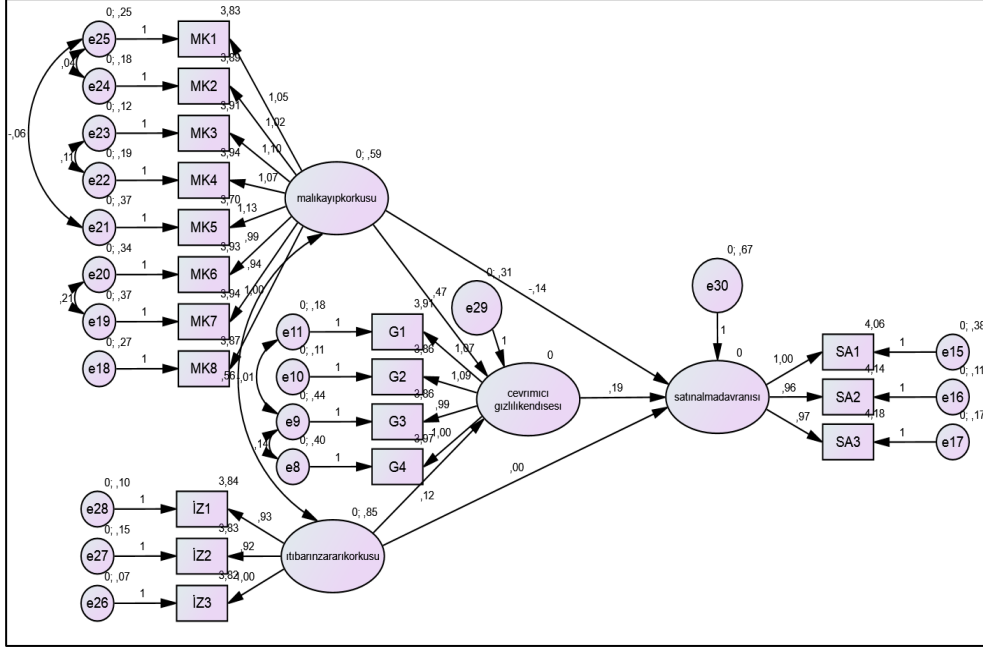 0; ,25
e25
1
3,83
MK1
,04
0; ,18
e24
1
3,89
MK2
0; ,12
e23
1
3,91
MK3
,11
0; ,19
e22
1
3,94
MK4
0; ,37
e21
1
3,70
MK5
-,06
0; ,34
e20
1
3,93
MK6
,21
0; ,37
e19
1
3,94
MK7
0; ,27
e18
1
3,87
MK8
1,05
1,02
1,10
1,07
1,13
,99
,94
1,00
0; ,59
malikayıpkorkusu
,56
0; ,18
e11
1
3,91
G1
0; ,11
e10
1
3,86
G2
-,01
0; ,44
e9
1
3,86
G3
,14
0; ,40
e8
1
3,97
G4
1,07
1,09
,99
1,00
,47
-,14
0; ,31
e29
1
0
cevrimıcı
gızlılıkendısesı
,19
,12
,00
0; ,67
e30
1
0
satınalmadavranısı
1,00
,96
,97
4,06
SA1
1
0; ,38
e15
4,14
SA2
1
0; ,11
e16
4,18
SA3
1
0; ,17
e17
0; ,10
e28
1
3,84
İZ1
0; ,15
e27
1
3,83
İZ2
0; ,07
e26
1
3,82
İZ3
,93
,92
1,00
0; ,85
ıtıbarınzararıkorkusu